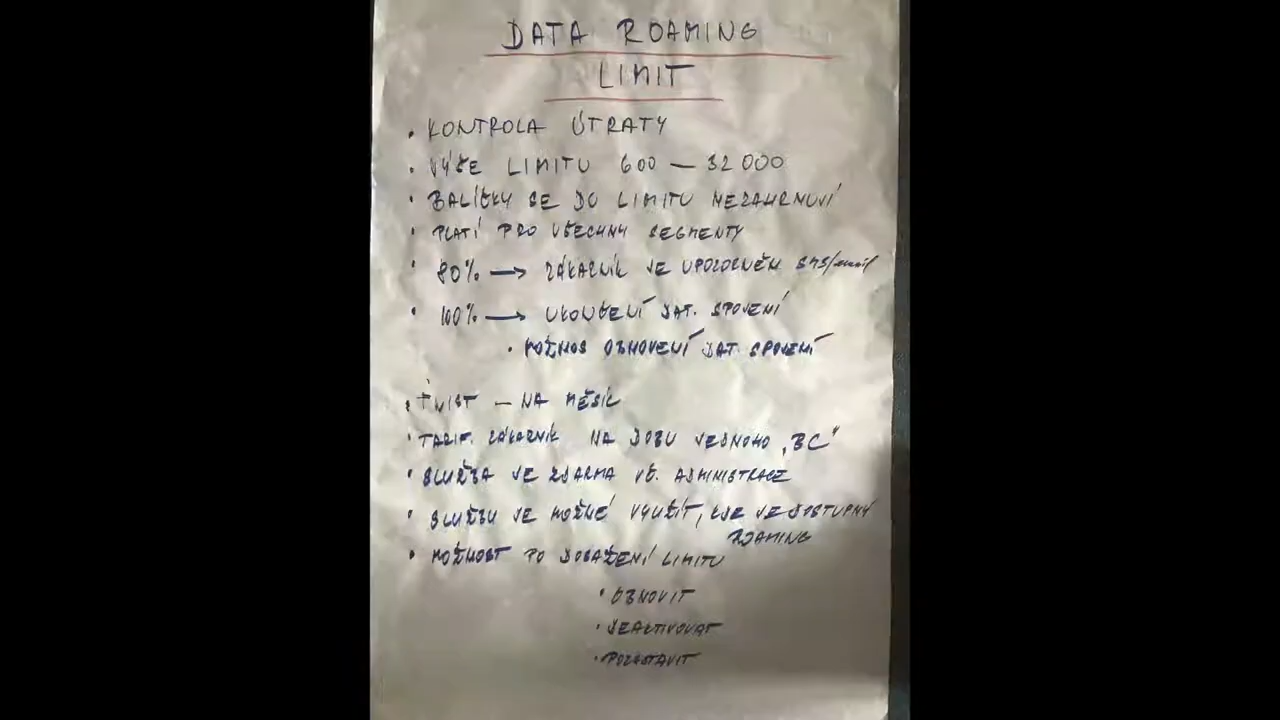 DATA ROAMING
LIMIT
• KONTROLA ÚTRATY
• VÝŠE LIMITU 600 — 32 000
• BALÍČKY SE DO LIMITU NEZAHRNUJÍ
• PLATÍ PRO VŠECHNY SEGMENTY
• 80% → ZÁKAZNÍK JE UPOZORNĚN SMS/email
• 100% → UKONČENÍ DAT. SPOJENÍ
• MOŽNOS OBNOVENÍ DAT. SPOJENÍ
• TWIST — NA MĚSÍC
• TARIF. ZÁKAZNÍK NA DOBU JEDNOHO „BC"
• SLUŽBA JE ZDARMA VČ. ADMINISTRACE
• SLUŽBU JE MOŽNÉ VYUŽÍT, KDE JE DOSTUPNÝ
ROAMING
• MOŽNOST PO DOSAŽENÍ LIMITU
• OBNOVIT
• DEAKTIVOVAT
• POZASTAVIT